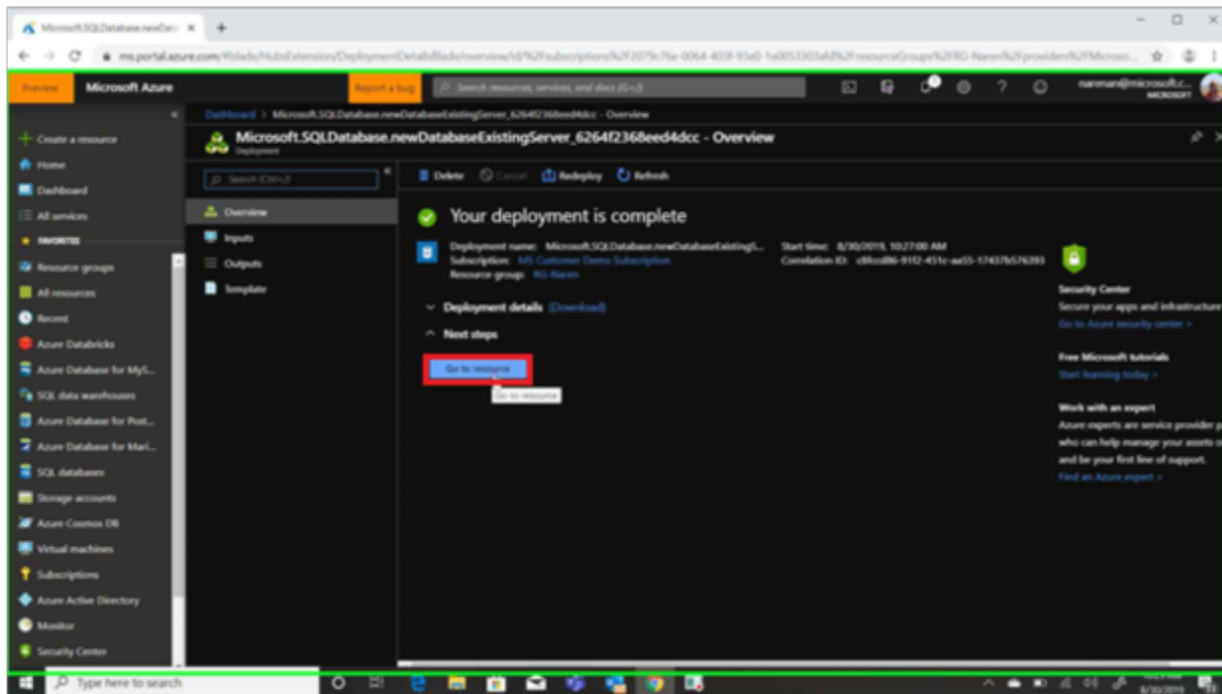 Microsoft.SQLDatabase.newDat
Preview
Microsoft Azure
Report a bug
Search resources, services, and docs (G+/)
MICROSOFT
Dashboard > Microsoft.SQLDatabase.newDatabaseExistingServer_6264f2368eed4dcc - Overview
Microsoft.SQLDatabase.newDatabaseExistingServer_6264f2368eed4dcc - Overview
Deployment
Create a resource
Home
Dashboard
All services
FAVORITES
Resource groups
All resources
Recent
Azure Databricks
Azure Database for MyS...
SQL data warehouses
Azure Database for Post...
Azure Database for Mari...
SQL databases
Storage accounts
Azure Cosmos DB
Virtual machines
Subscriptions
Azure Active Directory
Monitor
Security Center
Search (Ctrl+/)
Overview
Inputs
Outputs
Template
Delete
Cancel
Redeploy
Refresh
Your deployment is complete
Deployment name: Microsoft.SQLDatabase.newDatabaseExistingS...
Subscription: MS Customer Demo Subscription
Resource group: RG-Naren
Start time: 8/30/2019, 10:27:00 AM
Correlation ID:
Deployment details (Download)
Next steps
Go to resource
Go to resource
Security Center
Secure your apps and infrastructure
Go to Azure security center >
Free Microsoft tutorials
Start learning today >
Work with an expert
Azure experts are service provider p
who can help manage your assets o
and be your first line of support.
Find an Azure expert >
Type here to search
8/30/2019